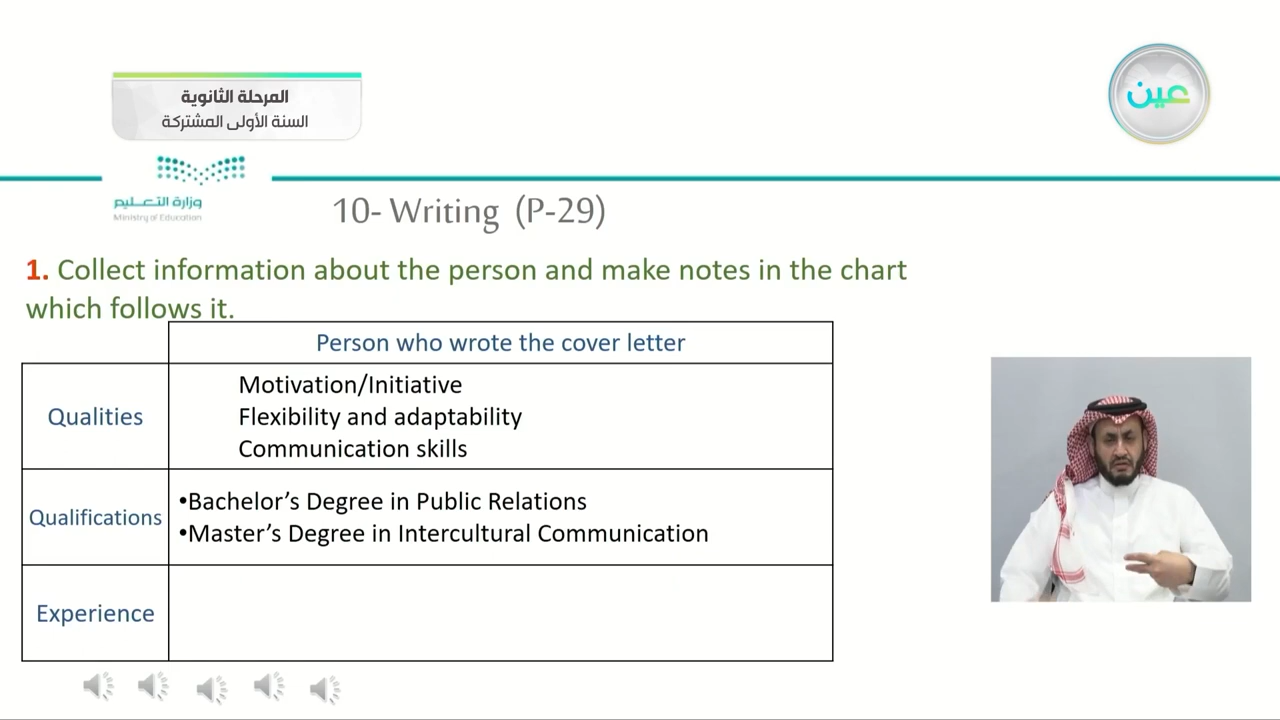 المرحلة الثانوية
السنة الأولى المشتركة
عين
وزارة التعليم
Ministry of Education
10- Writing (P-29)
1. Collect information about the person and make notes in the chart
which follows it.
Person who wrote the cover letter
Qualities
Motivation/Initiative
Flexibility and adaptability
Communication skills
Qualifications
•Bachelor’s Degree in Public Relations
•Master’s Degree in Intercultural Communication
Experience